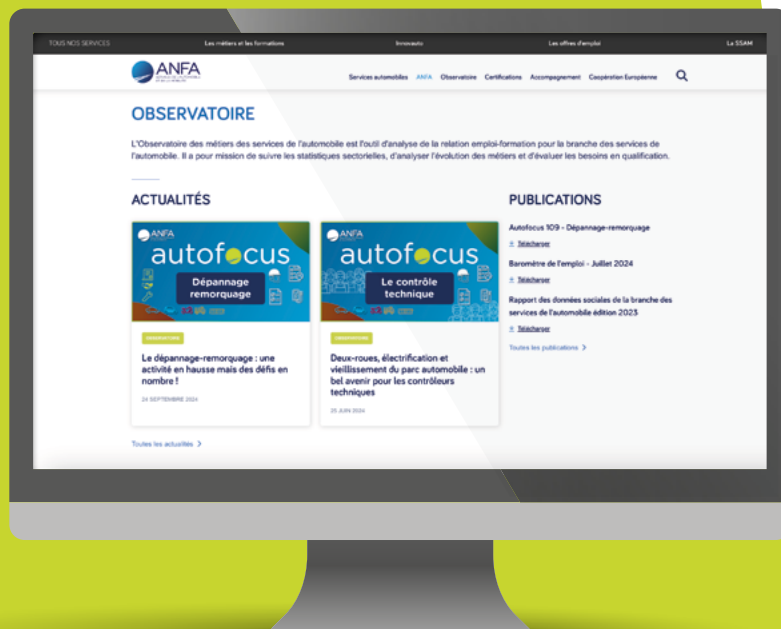 TOUS NOS SERVICES
Les métiers et les formations
Innovauto
Les offres d'emploi
La SSAM
ANFA
Services automobiles
ANFA
Observatoire
Certifications
Accompagnement
Coopération Européenne
OBSERVATOIRE
L'Observatoire des métiers des services de l'automobile est l'outil d'analyse de la relation emploi-formation pour la branche des services de
l'automobile. Il a pour mission de suivre les statistiques sectorielles, d'analyser l'évolution des métiers et d'évaluer les besoins en qualification.
ACTUALITÉS
ANFA
autofocus
Dépannage
remorquage
OBSERVATOIRE
Le dépannage-remorquage : une
activité en hausse mais des défis en
nombre !
24 SEPTEMBRE 2024
ANFA
autofocus
Le contrôle
technique
OBSERVATOIRE
Deux-roues, électrification et
vieillissement du parc automobile : un
bel avenir pour les contrôleurs
techniques
25 JUIN 2024
Toutes les actualités
PUBLICATIONS
Autofocus 109 - Dépannage-remorquage
Télécharger
Baromètre de l'emploi - Juillet 2024
Télécharger
Rapport des données sociales de la branche des
services de l'automobile édition 2023
Télécharger
Toutes les publications